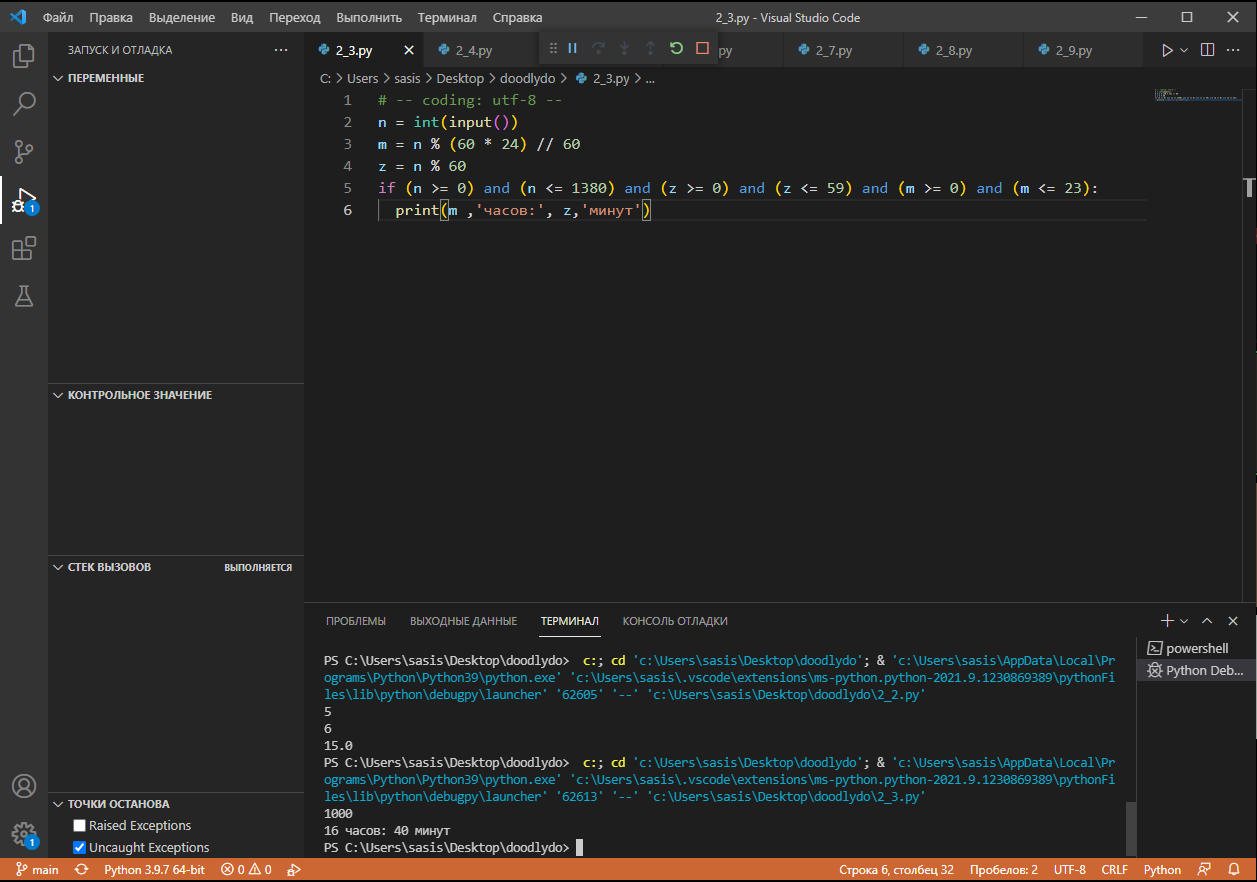 Файл Правка Выделение Вид Переход Выполнить Терминал Справка 2_3.py - Visual Studio Code
ЗАПУСК И ОТЛАДКА
2_3.py 2_4.py py 2_7.py 2_8.py 2_9.py
ПЕРЕМЕННЫЕ
C: > Users > sasis > Desktop > doodlydo > 2_3.py > ...
1 # -- coding: utf-8 --
2 n = int(input())
3 m = n % (60 * 24) // 60
4 z = n % 60
5 if (n >= 0) and (n <= 1380) and (z >= 0) and (z <= 59) and (m >= 0) and (m <= 23):
6 print(m ,'часов:', z,'минут')
1
КОНТРОЛЬНОЕ ЗНАЧЕНИЕ
СТЕК ВЫЗОВОВ ВЫПОЛНЯЕТСЯ
ТОЧКИ ОСТАНОВА
Raised Exceptions
Uncaught Exceptions
1
ПРОБЛЕМЫ ВЫХОДНЫЕ ДАННЫЕ ТЕРМИНАЛ КОНСОЛЬ ОТЛАДКИ
powershell
Python Deb...
PS C:\Users\sasis\Desktop\doodlydo> c:; cd 'c:\Users\sasis\Desktop\doodlydo'; & 'c:\Users\sasis\AppData\Local\Pr
ograms\Python\Python39\python.exe' 'c:\Users\sasis\.vscode\extensions\ms-python.python-2021.9.1230869389\pythonFi
les\lib\python\debugpy\launcher' '62605' '--' 'c:\Users\sasis\Desktop\doodlydo\2_2.py'
5
6
15.0
PS C:\Users\sasis\Desktop\doodlydo> c:; cd 'c:\Users\sasis\Desktop\doodlydo'; & 'c:\Users\sasis\AppData\Local\Pr
ograms\Python\Python39\python.exe' 'c:\Users\sasis\.vscode\extensions\ms-python.python-2021.9.1230869389\pythonFi
les\lib\python\debugpy\launcher' '62613' '--' 'c:\Users\sasis\Desktop\doodlydo\2_3.py'
1000
16 часов: 40 минут
PS C:\Users\sasis\Desktop\doodlydo>
main Python 3.9.7 64-bit 0 0 Строка 6, столбец 32 Пробелов: 2 UTF-8 CRLF Python